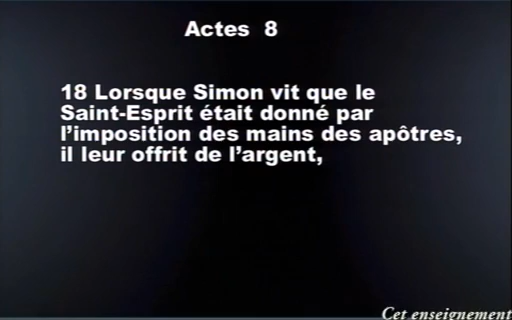 Actes 8
18 Lorsque Simon vit que le
Saint-Esprit était donné par
l'imposition des mains des apôtres,
il leur offrit de l'argent,
Cet enseignement